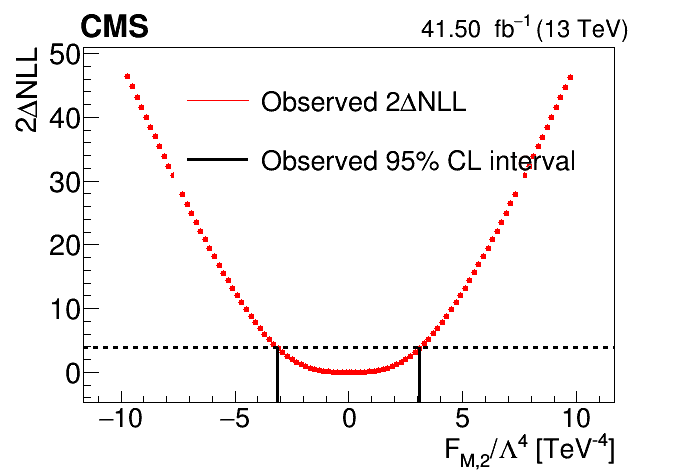 CMS 41.50 fb⁻¹ (13 TeV)
2ΔNLL
50
40
30
20
10
0
Observed 2ΔNLL
Observed 95% CL interval
−10 −5 0 5 10
F_M,2/Λ⁴ [TeV⁻⁴]